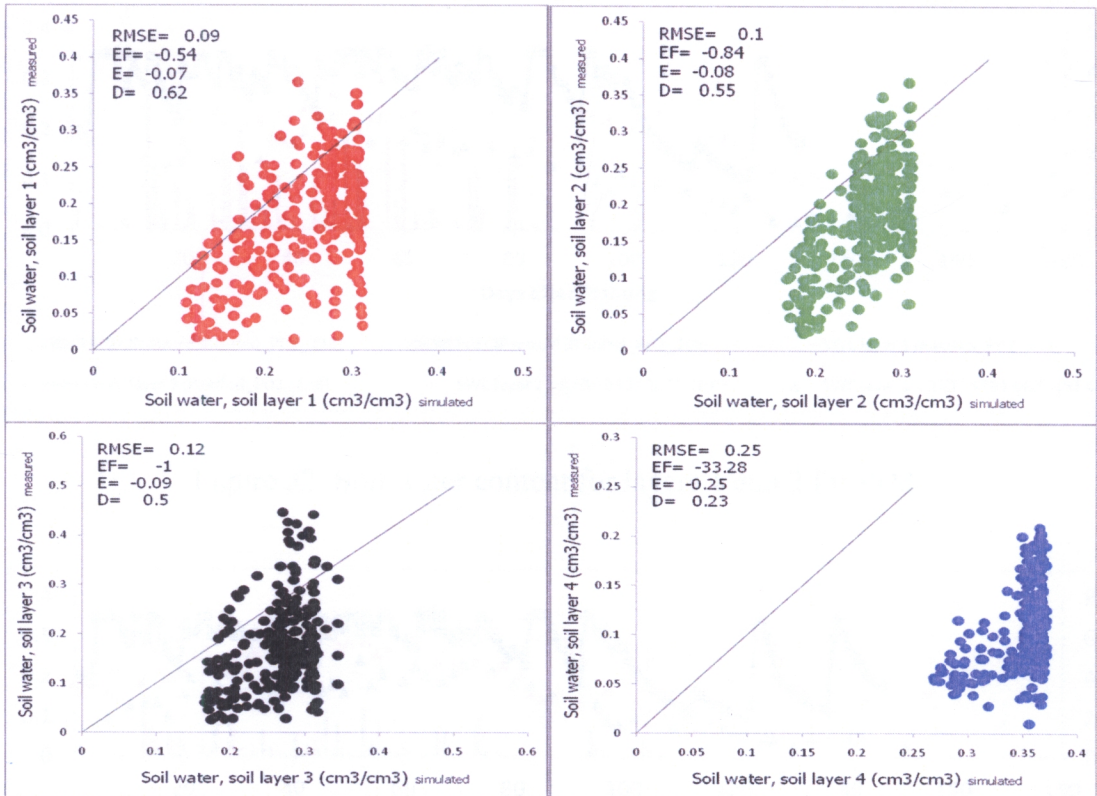 RMSE= 0.09
EF= -0.54
E= -0.07
D= 0.62
Soil water, soil layer 1 (cm3/cm3) measured
0.45
0.4
0.35
0.3
0.25
0.2
0.15
0.1
0.05
0
0 0.1 0.2 0.3 0.4 0.5
Soil water, soil layer 1 (cm3/cm3) simulated
RMSE= 0.1
EF= -0.84
E= -0.08
D= 0.55
Soil water, soil layer 2 (cm3/cm3) measured
0.45
0.4
0.35
0.3
0.25
0.2
0.15
0.1
0.05
0
0 0.1 0.2 0.3 0.4 0.5
Soil water, soil layer 2 (cm3/cm3) simulated
RMSE= 0.12
EF= -1
E= -0.09
D= 0.5
Soil water, soil layer 3 (cm3/cm3) measured
0.6
0.5
0.4
0.3
0.2
0.1
0
0 0.1 0.2 0.3 0.4 0.5 0.6
Soil water, soil layer 3 (cm3/cm3) simulated
RMSE= 0.25
EF= -33.28
E= -0.25
D= 0.23
Soil water, soil layer 4 (cm3/cm3) measured
0.3
0.25
0.2
0.15
0.1
0.05
0
0 0.05 0.1 0.15 0.2 0.25 0.3 0.35 0.4
Soil water, soil layer 4 (cm3/cm3) simulated